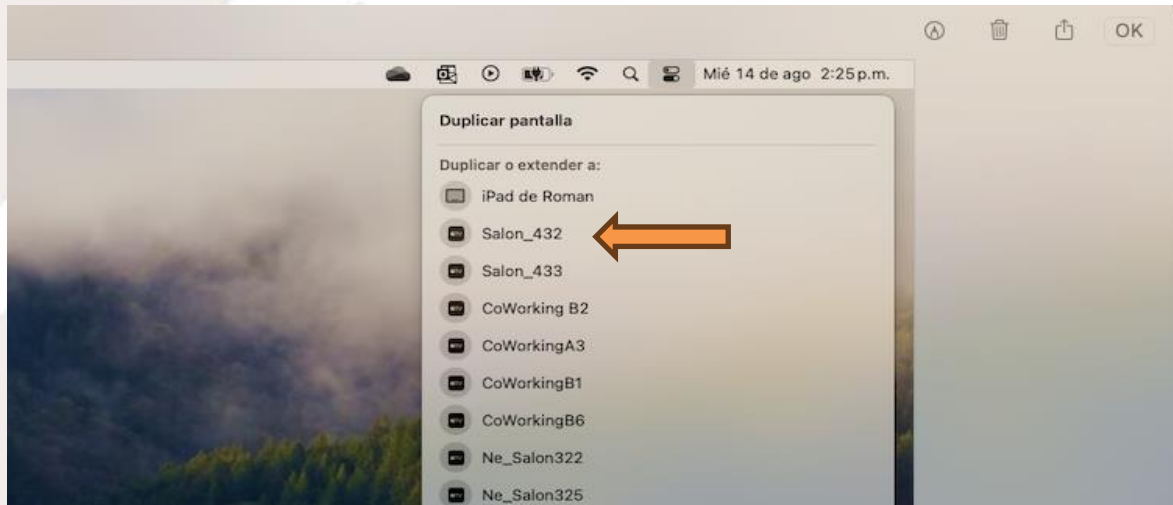 OK
Mié 14 de ago 2:25 p.m.
Duplicar pantalla
Duplicar o extender a:
iPad de Roman
Salon_432
Salon_433
CoWorking B2
CoWorkingA3
CoWorkingB1
CoWorkingB6
Ne_Salon322
Ne_Salon325